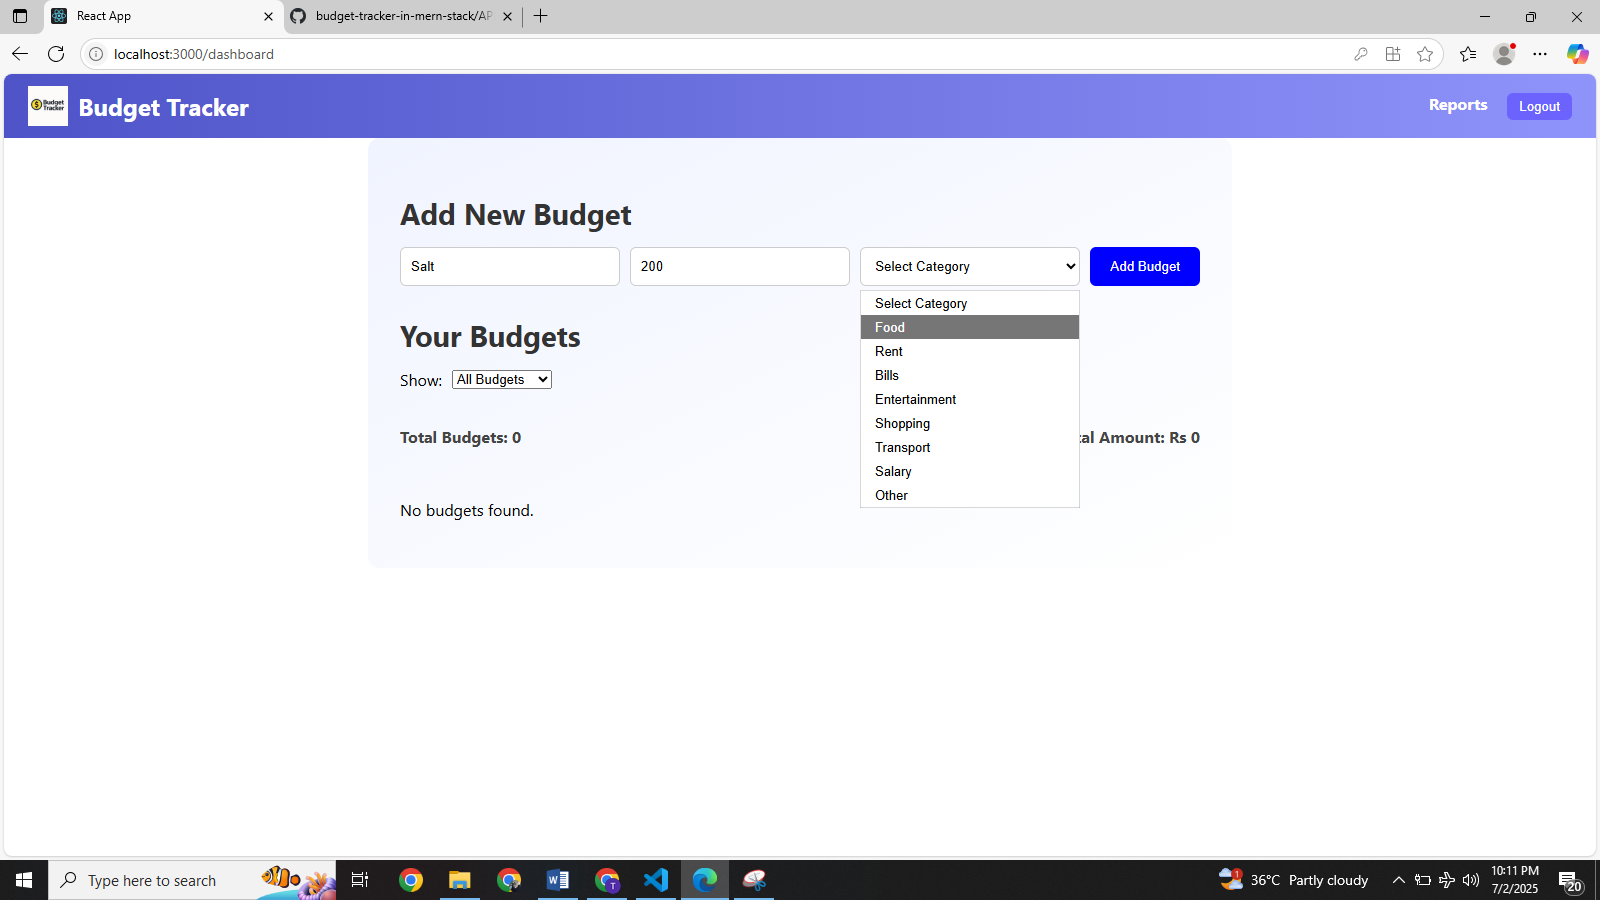 React App
budget-tracker-in-mern-stack/AP
localhost:3000/dashboard
Budget Tracker
Budget Tracker
Reports
Logout
Add New Budget
Salt
200
Select Category
Add Budget
Select Category
Food
Rent
Bills
Entertainment
Shopping
Transport
Salary
Other
Your Budgets
Show:
All Budgets
Total Budgets: 0
al Amount: Rs 0
No budgets found.
Type here to search
T
1
36°C Partly cloudy
10:11 PM
7/2/2025
20